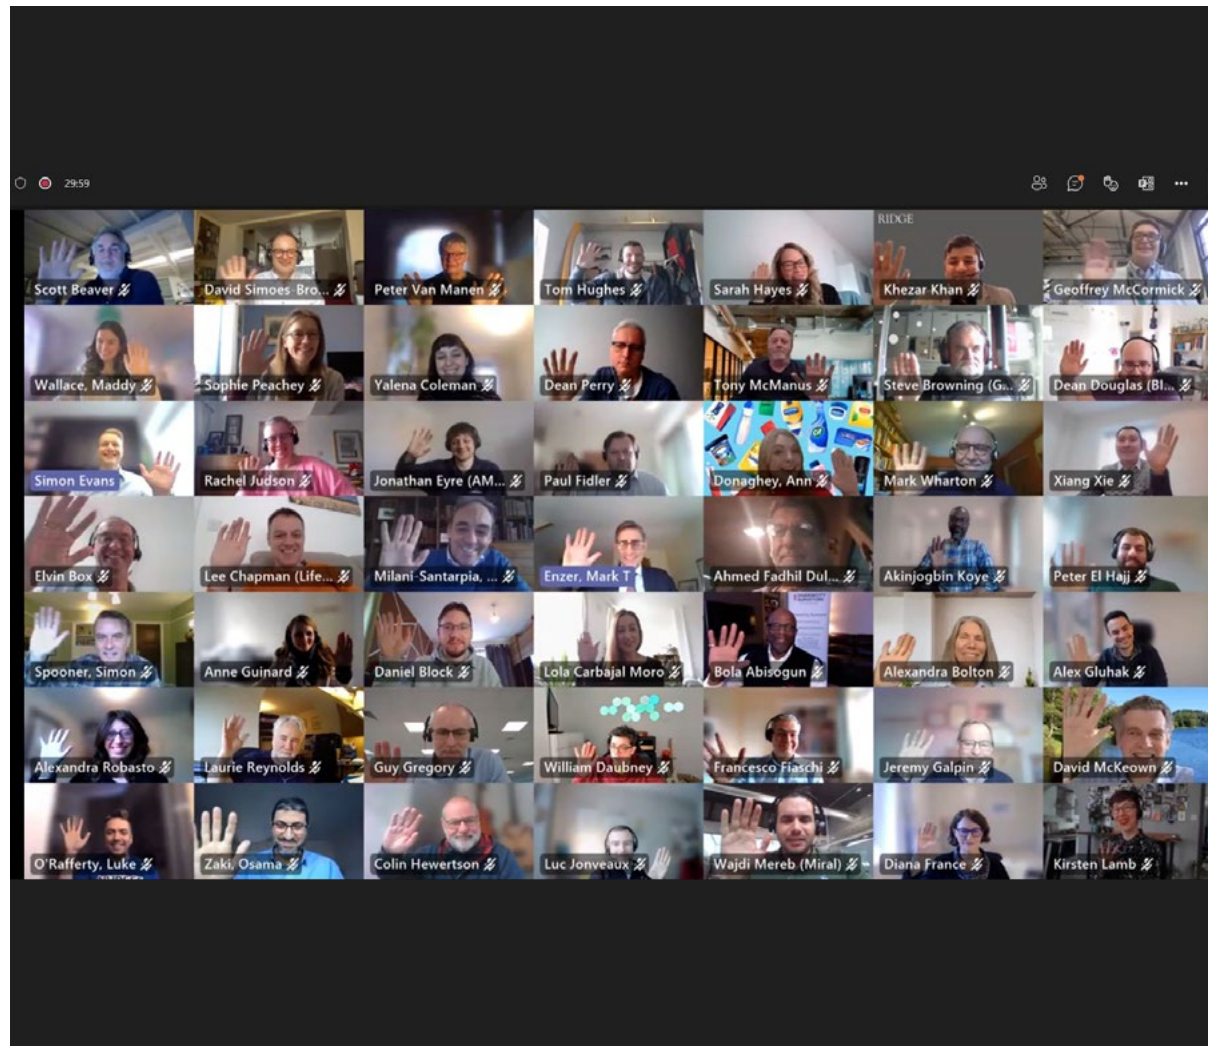 29:59
RIDGE
Scott Beaver
David Simoes-Bro...
Peter Van Manen
Tom Hughes
Sarah Hayes
Khezar Khan
Geoffrey McCormick
Wallace, Maddy
Sophie Peachey
Yalena Coleman
Dean Perry
Tony McManus
Steve Browning (G...
Dean Douglas (Bl...
Simon Evans
Rachel Judson
Jonathan Eyre (AM...
Paul Fidler
Donaghey, Ann
Mark Wharton
Xiang Xie
Elvin Box
Lee Chapman (Life...
Milani-Santarpia, ...
Enzer, Mark T
Ahmed Fadhil Dul...
Akinjogbin Koye
Peter El Hajj
Spooner, Simon
Anne Guinard
Daniel Block
Lola Carbajal Moro
Bola Abisogun
Alexandra Bolton
Alex Gluhak
Alexandra Robasto
Laurie Reynolds
Guy Gregory
William Daubney
Francesco Fiaschi
Jeremy Galpin
David McKeown
O'Rafferty, Luke
Zaki, Osama
Colin Hewertson
Luc Jonveaux
Wajdi Mereb (Miral)
Diana France
Kirsten Lamb